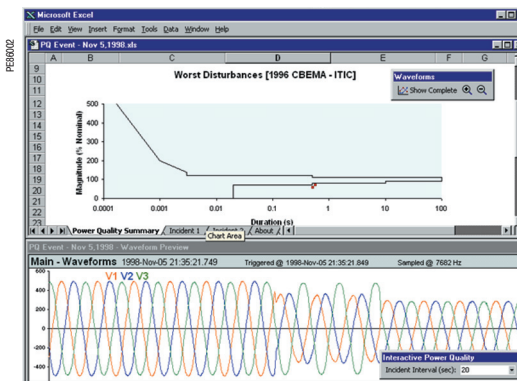 PE86002
Microsoft Excel
File Edit View Insert Format Tools Data Window Help
PQ Event - Nov 5,1998.xls
A B C D E F G
9
10
11
12
13
14
15
16
17
18
19
20
21
22
23
Worst Disturbances [1996 CBEMA - ITIC]
Waveforms
Show Complete
Magnitude (% Nominal)
500
400
300
200
100
0
0.0001 0.001 0.01 0.1 1 10 100
Duration (s)
Power Quality Summary Incident 1 Incident 2 About
Chart Area
PQ Event - Nov 5,1998 - Waveform Preview
Main - Waveforms 1998-Nov-05 21:35:21.749 Triggered @ 1998-Nov-05 21:35:21.849 Sampled @ 7682 Hz
V1 V2 V3
600
400
200
0
-200
-400
Interactive Power Quality
Incident Interval (sec): 20